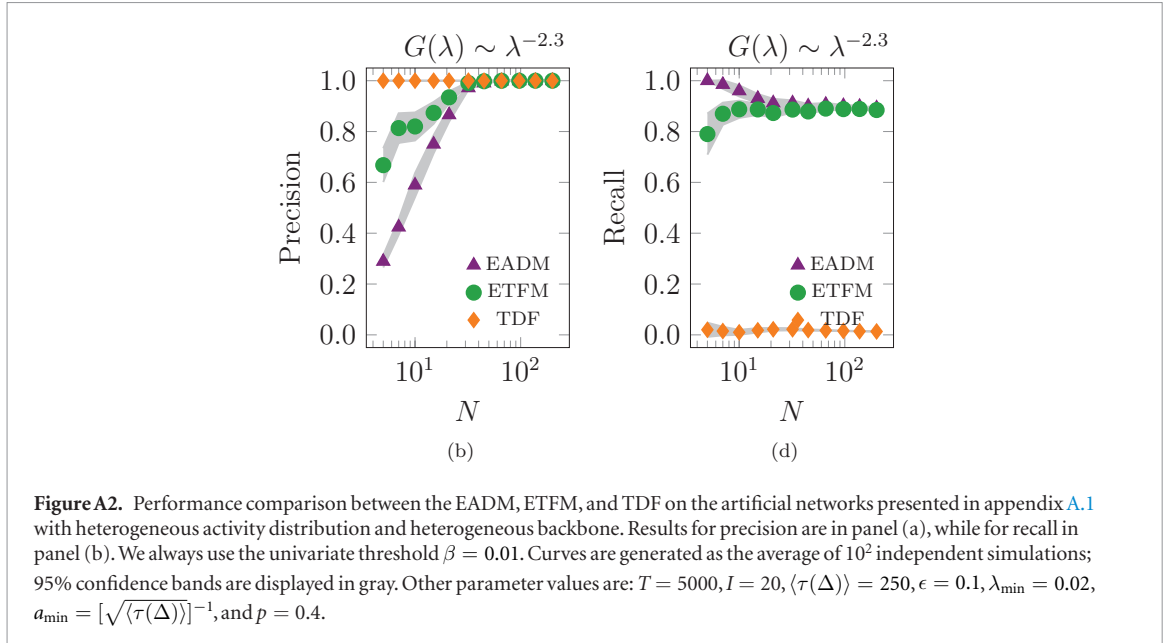 G(λ) ∼ λ^{−2.3}
G(λ) ∼ λ^{−2.3}
1.0
0.8
0.6
0.4
0.2
0.0
Precision
EADM
ETFM
TDF
10^1
10^2
N
(b)
1.0
0.8
0.6
0.4
0.2
0.0
Recall
EADM
ETFM
TDF
10^1
10^2
N
(d)
Figure A2. Performance comparison between the EADM, ETFM, and TDF on the artificial networks presented in appendix A.1
with heterogeneous activity distribution and heterogeneous backbone. Results for precision are in panel (a), while for recall in
panel (b). We always use the univariate threshold β = 0.01. Curves are generated as the average of 10^2 independent simulations;
95% confidence bands are displayed in gray. Other parameter values are: T = 5000, I = 20, ⟨τ(Δ)⟩ = 250, ϵ = 0.1, λ_min = 0.02,
a_min = [√⟨τ(Δ)⟩]^{−1}, and p = 0.4.